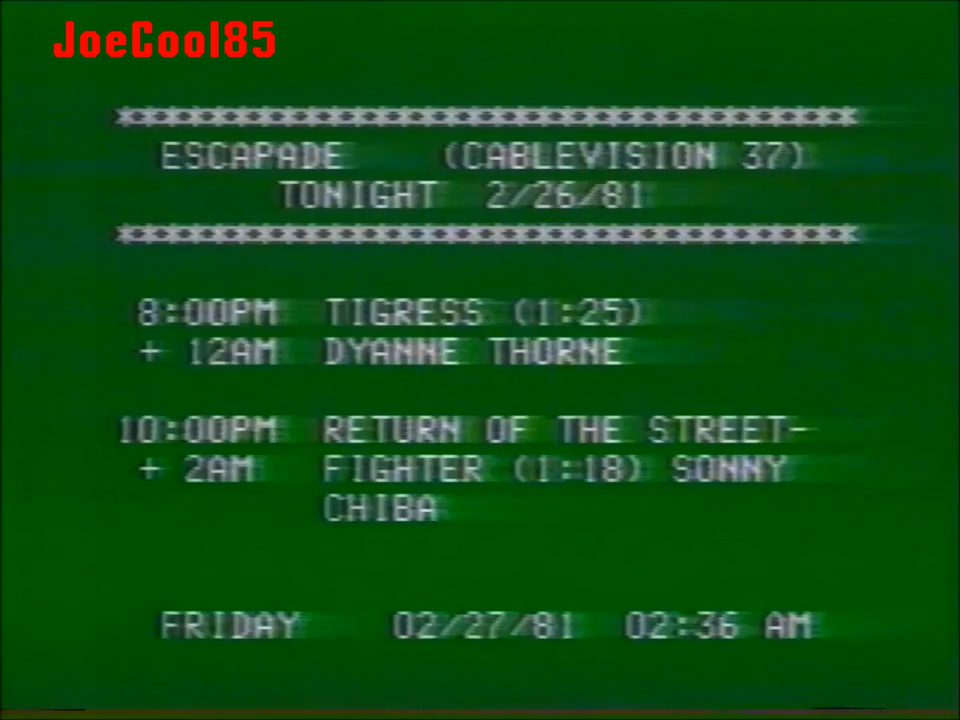 JoeCool85
ESCAPADE (CABLEVISION 37)
TONIGHT 2/26/81
8:00PM TIGRESS (1:25)
+ 12AM DYANNE THORNE
10:00PM RETURN OF THE STREET-
+ 2AM FIGHTER (1:18) SONNY
CHIBA
FRIDAY 02/27/81 02:36 AM